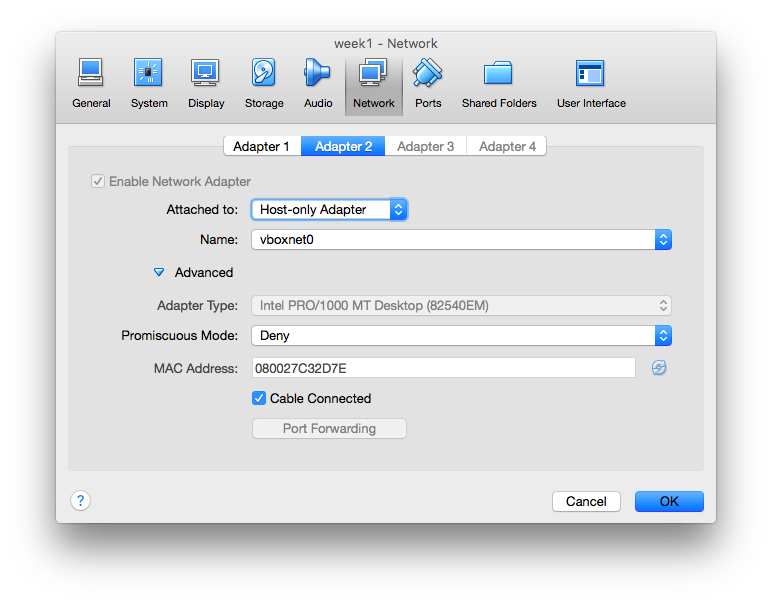 week1 - Network
General System Display Storage Audio Network Ports Shared Folders User Interface
Adapter 1 Adapter 2 Adapter 3 Adapter 4
Enable Network Adapter
Attached to: Host-only Adapter
Name: vboxnet0
Advanced
Adapter Type: Intel PRO/1000 MT Desktop (82540EM)
Promiscuous Mode: Deny
MAC Address: 080027C32D7E
Cable Connected
Port Forwarding
? Cancel OK